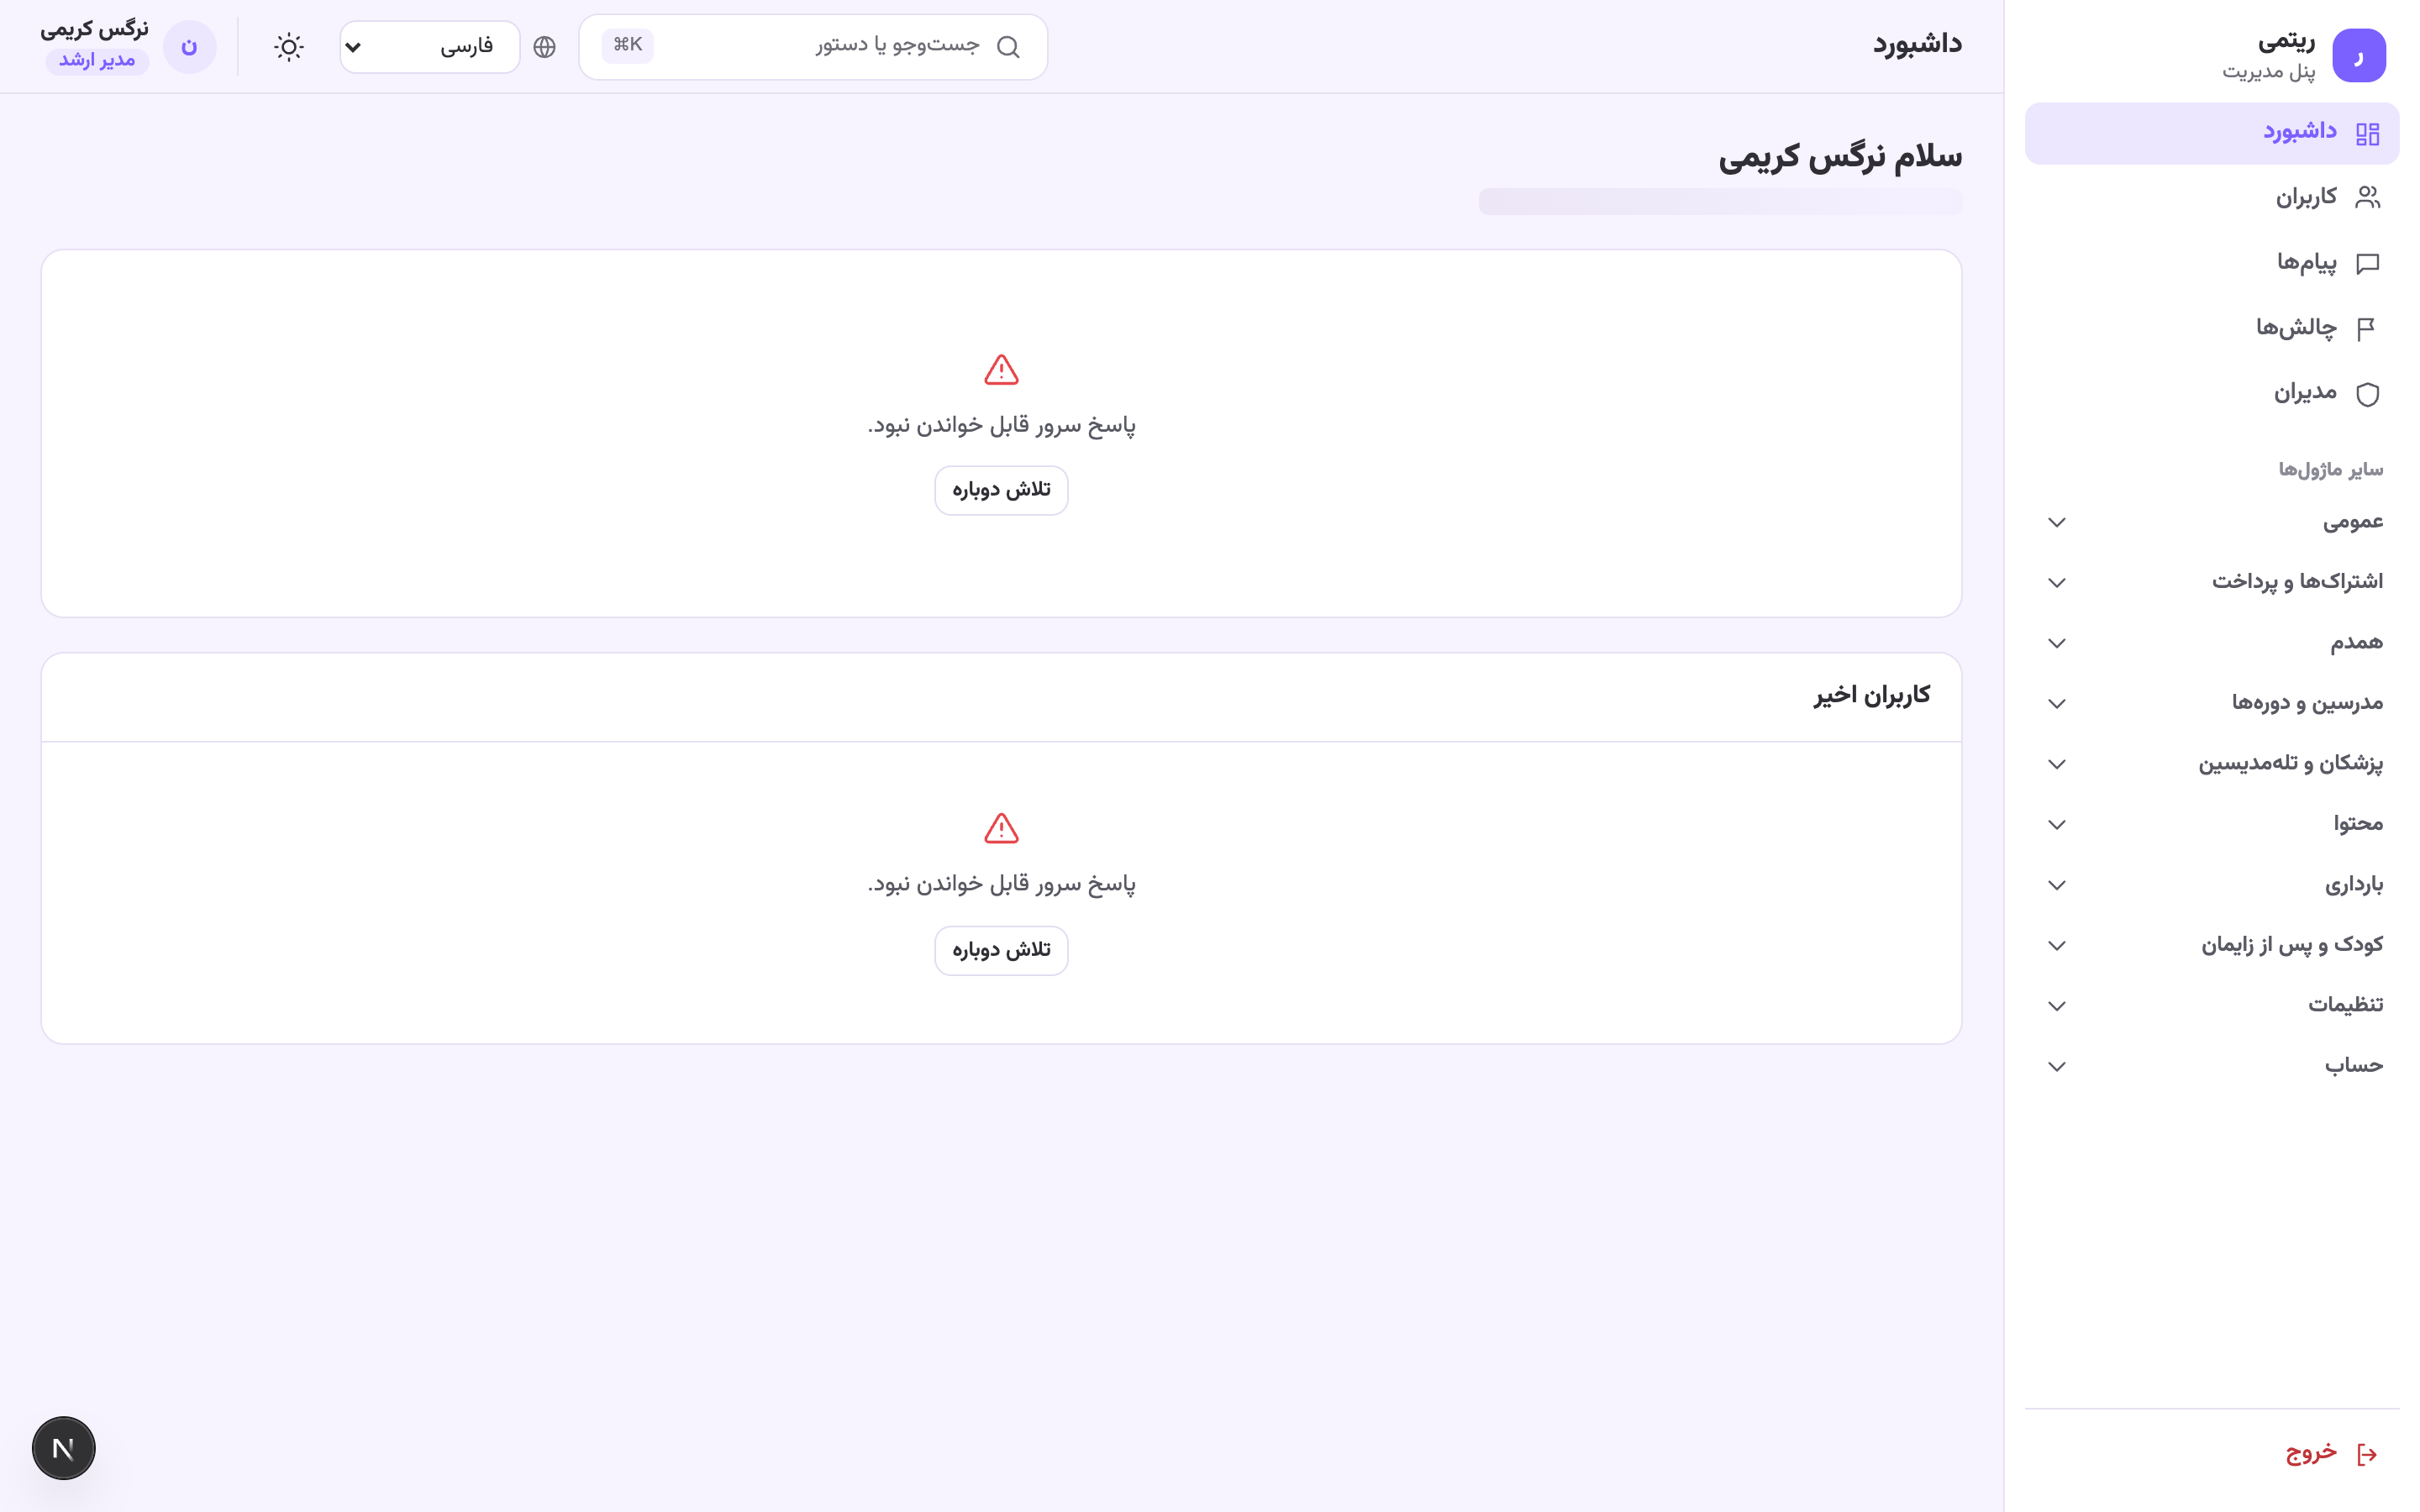 ر
ریتمی
پنل مدیریت
داشبورد
کاربران
پیام‌ها
چالش‌ها
مدیران
سایر ماژول‌ها
عمومی
اشتراک‌ها و پرداخت
همدم
مدرسین و دوره‌ها
پزشکان و تله‌مدیسین
محتوا
بارداری
کودک و پس از زایمان
تنظیمات
حساب
خروج
داشبورد
جست‌وجو یا دستور
⌘K
فارسی
ن
نرگس کریمی
مدیر ارشد
سلام نرگس کریمی
پاسخ سرور قابل خواندن نبود.
تلاش دوباره
کاربران اخیر
پاسخ سرور قابل خواندن نبود.
تلاش دوباره
N